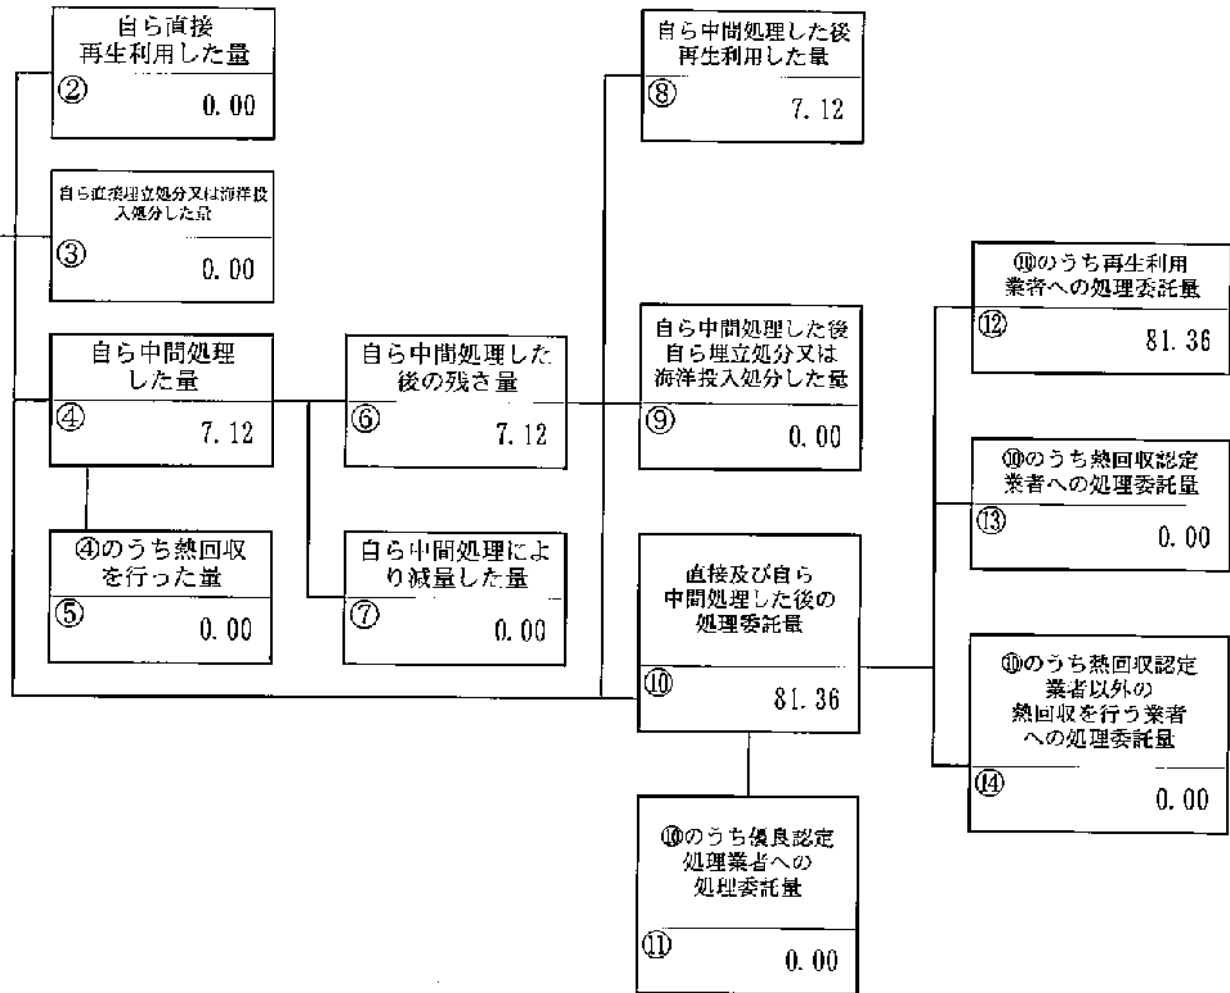 自ら直接
再生利用した量
②
0.00
自ら直接埋立処分又は海洋投
入処分した量
③
0.00
自ら中間処理
した量
④
7.12
④のうち熱回収
を行った量
⑤
0.00
自ら中間処理した
後の残さ量
⑥
7.12
自ら中間処理によ
り減量した量
⑦
0.00
自ら中間処理した後
再生利用した量
⑧
7.12
自ら中間処理した後
自ら埋立処分又は
海洋投入処分した量
⑨
0.00
直接及び自ら
中間処理した後の
処理委託量
⑩
81.36
⑩のうち優良認定
処理業者への
処理委託量
⑪
0.00
⑩のうち再生利用
業者への処理委託量
⑫
81.36
⑩のうち熱回収認定
業者への処理委託量
⑬
0.00
⑩のうち熱回収認定
業者以外の
熱回収を行う業者
への処理委託量
⑭
0.00